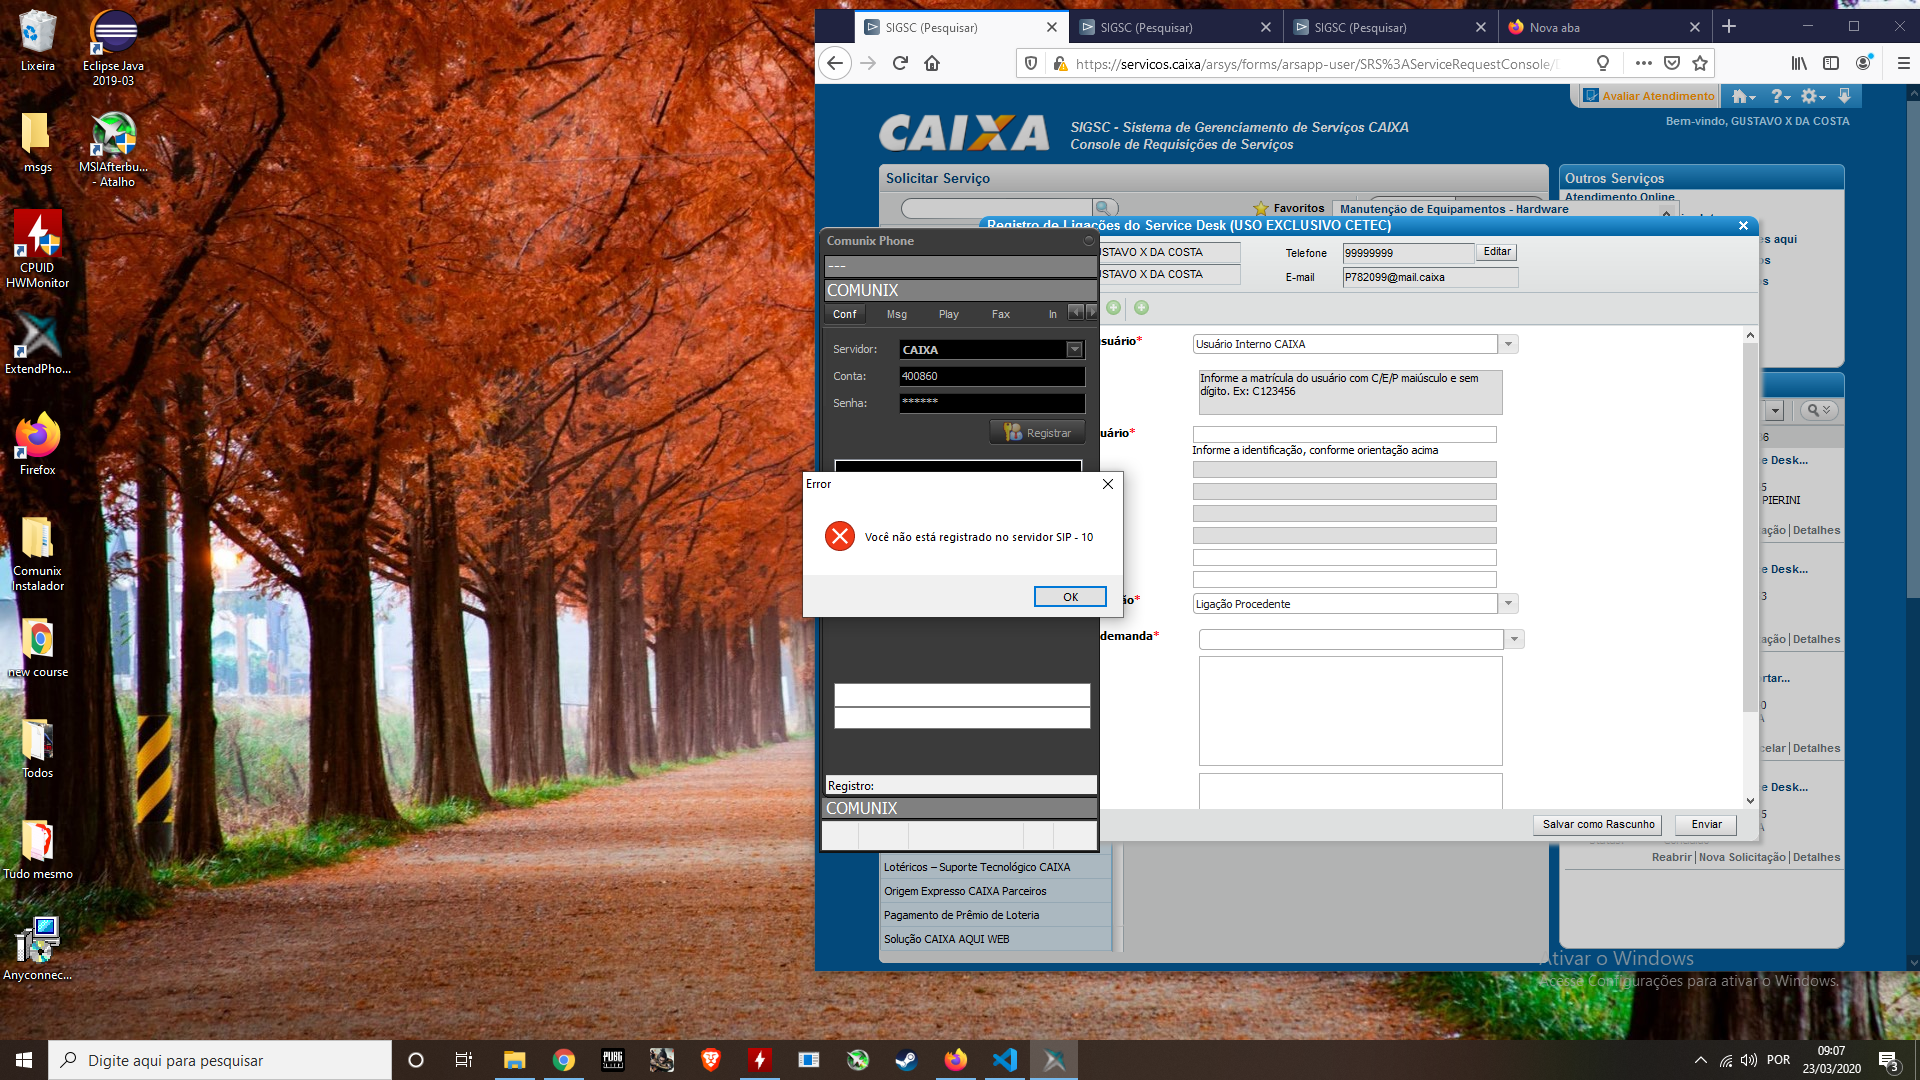 Lixeira
Eclipse Java
2019-03
msgs
MSIAfterbu...
- Atalho
CPUID
HWMonitor
ExtendPho...
Firefox
Comunix
Instalador
new course
Todos
Tudo mesmo
Anyconnec...
SIGSC (Pesquisar)
SIGSC (Pesquisar)
SIGSC (Pesquisar)
Nova aba
https://servicos.caixa/arsys/forms/arsapp-user/SRS%3AServiceRequestConsole/
Avaliar Atendimento
CAIXA
SIGSC - Sistema de Gerenciamento de Serviços CAIXA
Console de Requisições de Serviços
Bem-vindo, GUSTAVO X DA COSTA
Solicitar Serviço
Outros Serviços
Atendimento Online
Favoritos
Manutenção de Equipamentos - Hardware
Registro de Ligações do Service Desk (USO EXCLUSIVO CETEC)
s aqui
os
s
USTAVO X DA COSTA
USTAVO X DA COSTA
Telefone
99999999
Editar
E-mail
P782099@mail.caixa
Comunix Phone
---
COMUNIX
Conf
Msg
Play
Fax
In
Servidor:
CAIXA
Conta:
400860
Senha:
******
Registrar
suário*
Usuário Interno CAIXA
Informe a matrícula do usuário com C/E/P maiúsculo e sem
dígito. Ex: C123456
uário*
Informe a identificação, conforme orientação acima
Error
Você não está registrado no servidor SIP - 10
OK
ão*
Ligação Procedente
demanda*
Registro:
COMUNIX
Salvar como Rascunho
Enviar
6
e Desk...
5
PIERINI
ação|Detalhes
e Desk...
3
ação|Detalhes
rtar...
0
celar|Detalhes
e Desk...
5
Reabrir|Nova Solicitação|Detalhes
Lotéricos – Suporte Tecnológico CAIXA
Origem Expresso CAIXA Parceiros
Pagamento de Prêmio de Loteria
Solução CAIXA AQUI WEB
Ativar o Windows
Acesse Configurações para ativar o Windows.
Digite aqui para pesquisar
PUBG
POR
09:07
23/03/2020
3